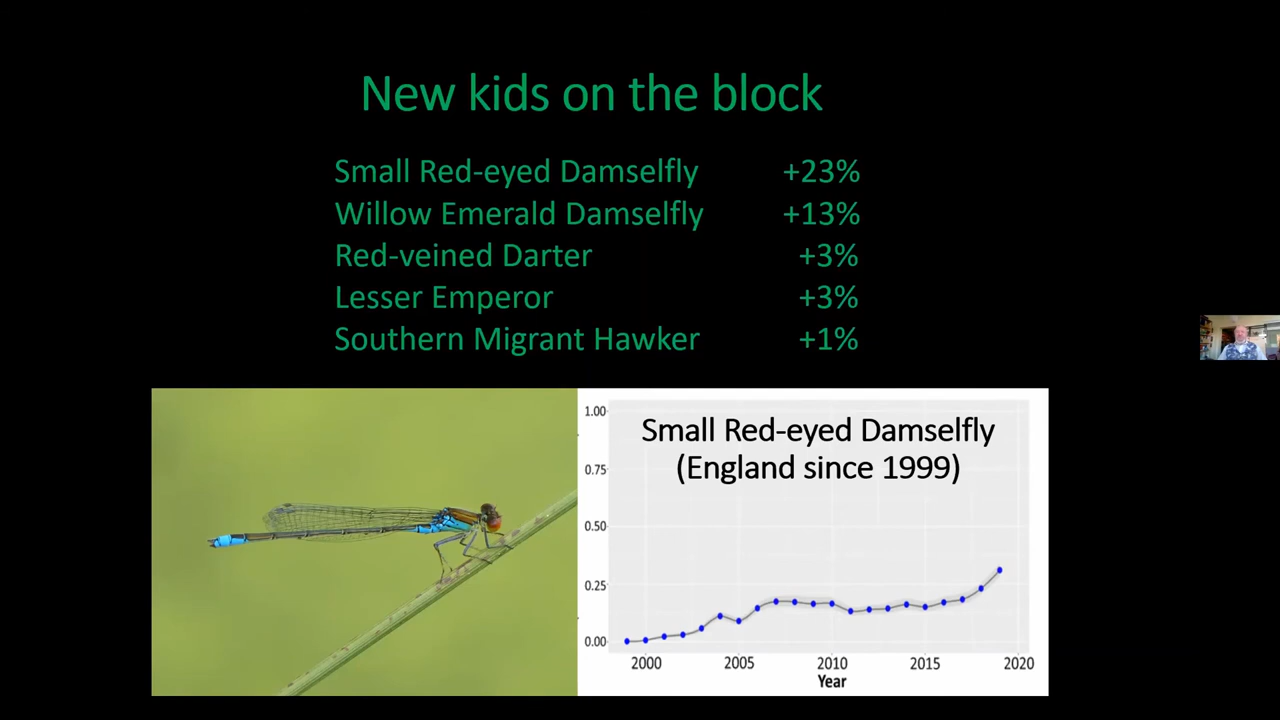 New kids on the block
Small Red-eyed Damselfly +23%
Willow Emerald Damselfly +13%
Red-veined Darter +3%
Lesser Emperor +3%
Southern Migrant Hawker +1%
Small Red-eyed Damselfly
(England since 1999)
1.00
0.75
0.50
0.25
0.00
2000 2005 2010 2015 2020
Year